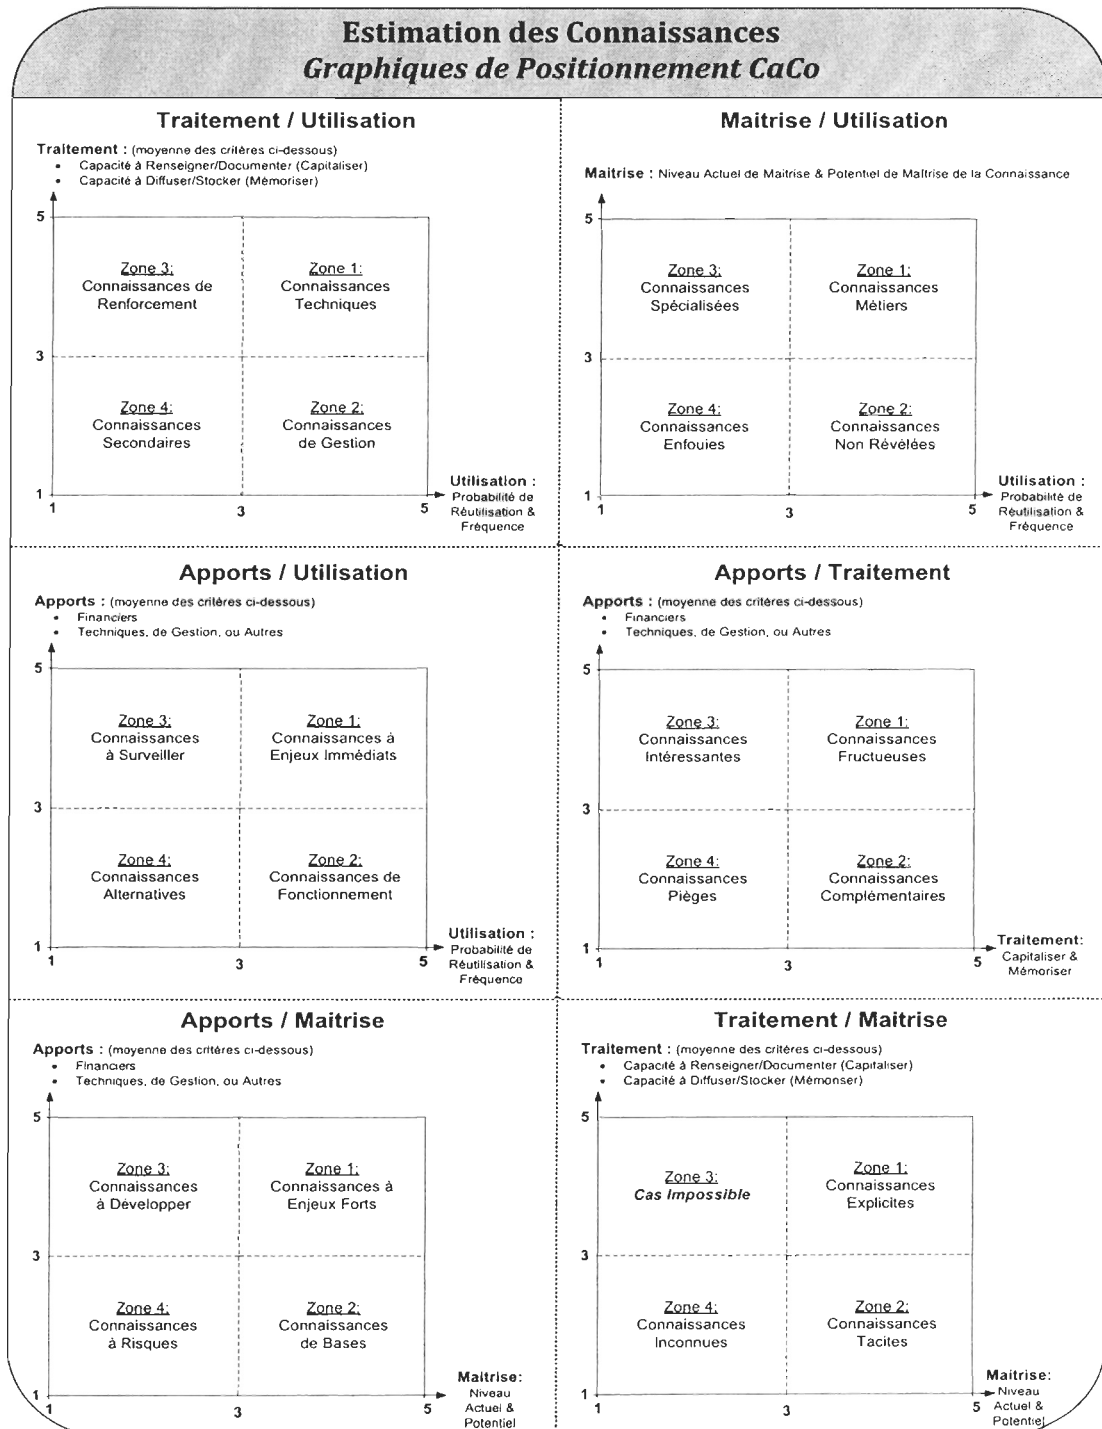 Estimation des Connaissances
Graphiques de Positionnement CaCo
Traitement / Utilisation
Traitement : (moyenne des critères ci-dessous)
• Capacité à Renseigner/Documenter (Capitaliser)
• Capacité à Diffuser/Stocker (Mémoriser)
5
Zone 3:
Connaissances de
Renforcement
Zone 1:
Connaissances
Techniques
3
Zone 4:
Connaissances
Secondaires
Zone 2:
Connaissances
de Gestion
1
1
3
5
Utilisation :
Probabilité de
Réutilisation &
Fréquence
Maitrise / Utilisation
Maitrise : Niveau Actuel de Maitrise & Potentiel de Maîtrise de la Connaissance
5
Zone 3:
Connaissances
Spécialisées
Zone 1:
Connaissances
Métiers
3
Zone 4:
Connaissances
Enfouies
Zone 2:
Connaissances
Non Révélées
1
1
3
5
Utilisation :
Probabilité de
Réutilisation &
Fréquence
Apports / Utilisation
Apports : (moyenne des critères ci-dessous)
• Financiers
• Techniques, de Gestion, ou Autres
5
Zone 3:
Connaissances
à Surveiller
Zone 1:
Connaissances à
Enjeux Immédiats
3
Zone 4:
Connaissances
Alternatives
Zone 2:
Connaissances de
Fonctionnement
1
1
3
5
Utilisation :
Probabilité de
Réutilisation &
Fréquence
Apports / Traitement
Apports : (moyenne des critères ci-dessous)
• Financiers
• Techniques, de Gestion, ou Autres
5
Zone 3:
Connaissances
Intéressantes
Zone 1:
Connaissances
Fructueuses
3
Zone 4:
Connaissances
Pièges
Zone 2:
Connaissances
Complémentaires
1
1
3
5
Traitement:
Capitaliser &
Mémoriser
Apports / Maitrise
Apports : (moyenne des critères ci-dessous)
• Financiers
• Techniques, de Gestion, ou Autres
5
Zone 3:
Connaissances
à Développer
Zone 1:
Connaissances à
Enjeux Forts
3
Zone 4:
Connaissances
à Risques
Zone 2:
Connaissances
de Bases
1
1
3
5
Maitrise:
Niveau
Actuel &
Potentiel
Traitement / Maitrise
Traitement : (moyenne des critères ci-dessous)
• Capacité à Renseigner/Documenter (Capitaliser)
• Capacité à Diffuser/Stocker (Mémoriser)
5
Zone 3:
Cas Impossible
Zone 1:
Connaissances
Explicites
3
Zone 4:
Connaissances
Inconnues
Zone 2:
Connaissances
Tacites
1
1
3
5
Maitrise:
Niveau
Actuel &
Potentiel